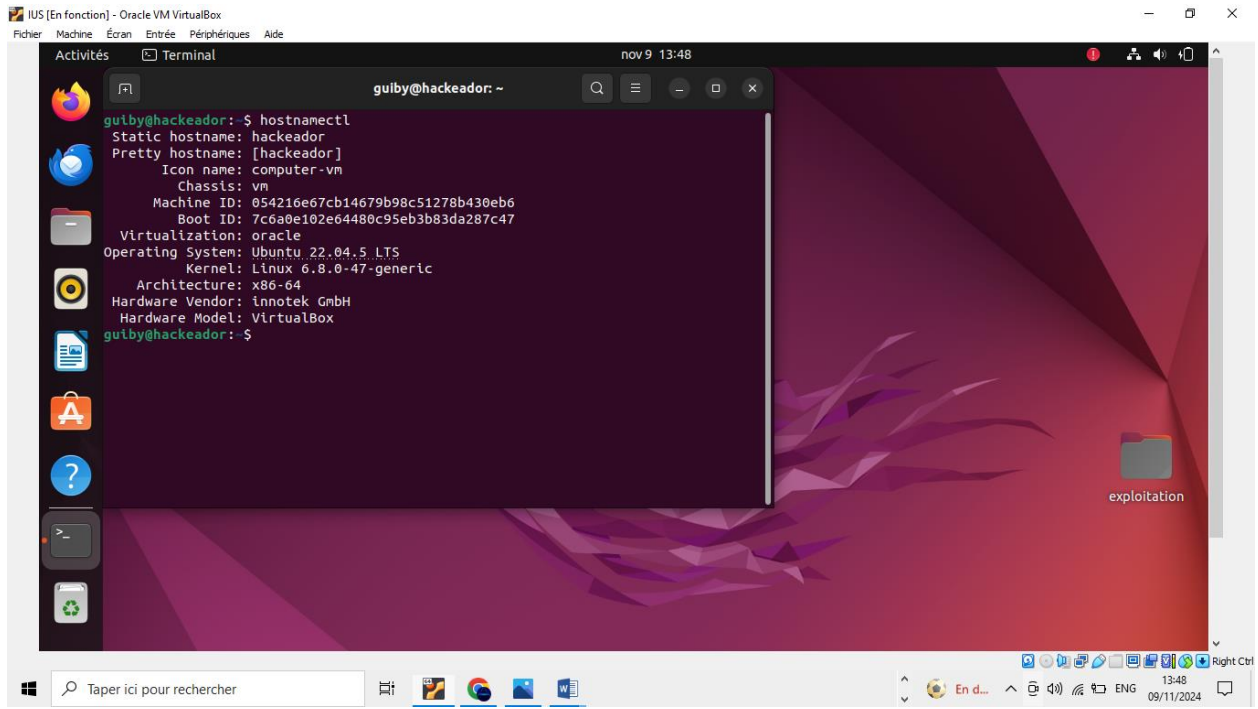 IUS [En fonction] - Oracle VM VirtualBox
Fichier Machine Écran Entrée Périphériques Aide
Activités Terminal nov 9 13:48
guiby@hackeador: ~
guiby@hackeador:~$ hostnamectl
Static hostname: hackeador
Pretty hostname: [hackeador]
Icon name: computer-vm
Chassis: vm
Machine ID: 054216e67cb14679b98c51278b430eb6
Boot ID: 7c6a0e102e64480c95eb3b83da287c47
Virtualization: oracle
Operating System: Ubuntu 22.04.5 LTS
Kernel: Linux 6.8.0-47-generic
Architecture: x86-64
Hardware Vendor: innotek GmbH
Hardware Model: VirtualBox
guiby@hackeador:~$
exploitation
Right Ctrl
Taper ici pour rechercher
En d... ENG
13:48
09/11/2024